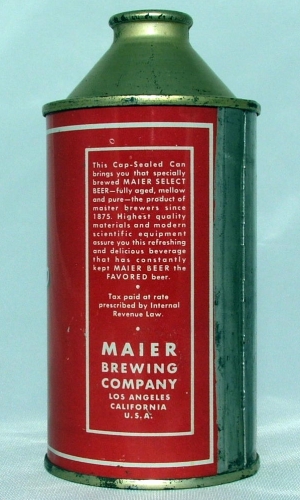 This Cap-Sealed Can
brings you that specially
brewed MAIER SELECT
BEER—fully aged, mellow
and pure—the product of
master brewers since
1875. Highest quality
materials and modern
scientific equipment
assure you this refreshing
and delicious beverage
that has constantly
kept MAIER BEER the
FAVORED beer.
•
Tax paid at rate
prescribed by Internal
Revenue Law.
•
MAIER
BREWING
COMPANY
LOS ANGELES
CALIFORNIA
U.S.A.